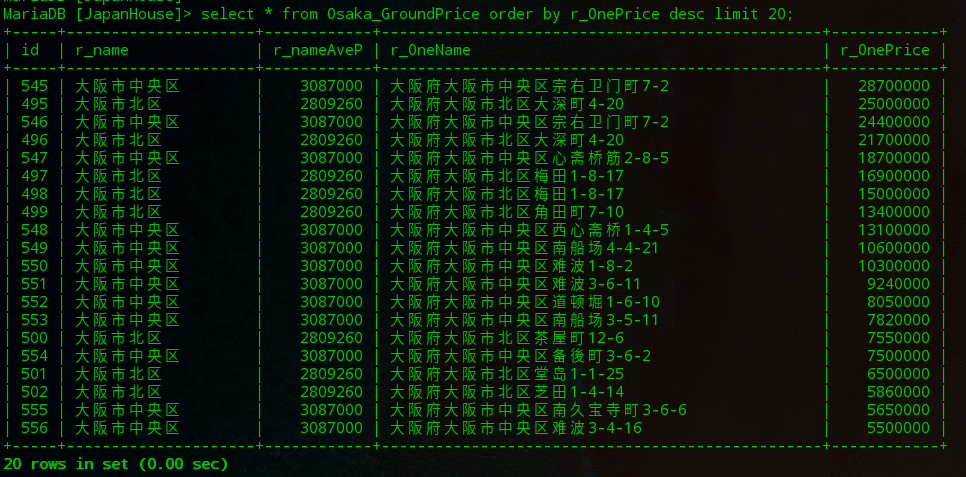 MariaDB [JapanHouse]> select * from Osaka_GroundPrice order by r_OnePrice desc limit 20;
+-----+---------------------+------------+-------------------------------------------------+------------+
| id | r_name | r_nameAveP | r_OneName | r_OnePrice |
+-----+---------------------+------------+-------------------------------------------------+------------+
| 545 | 大阪市中央区 | 3087000 | 大阪府大阪市中央区宗右卫门町7-2 | 28700000 |
| 495 | 大阪市北区 | 2809260 | 大阪府大阪市北区大深町4-20 | 25000000 |
| 546 | 大阪市中央区 | 3087000 | 大阪府大阪市中央区宗右卫门町7-2 | 24400000 |
| 496 | 大阪市北区 | 2809260 | 大阪府大阪市北区大深町4-20 | 21700000 |
| 547 | 大阪市中央区 | 3087000 | 大阪府大阪市中央区心斋桥筋2-8-5 | 18700000 |
| 497 | 大阪市北区 | 2809260 | 大阪府大阪市北区梅田1-8-17 | 16900000 |
| 498 | 大阪市北区 | 2809260 | 大阪府大阪市北区梅田1-8-17 | 15000000 |
| 499 | 大阪市北区 | 2809260 | 大阪府大阪市北区角田町7-10 | 13400000 |
| 548 | 大阪市中央区 | 3087000 | 大阪府大阪市中央区西心斋桥1-4-5 | 13100000 |
| 549 | 大阪市中央区 | 3087000 | 大阪府大阪市中央区南船场4-4-21 | 10600000 |
| 550 | 大阪市中央区 | 3087000 | 大阪府大阪市中央区难波1-8-2 | 10300000 |
| 551 | 大阪市中央区 | 3087000 | 大阪府大阪市中央区难波3-6-11 | 9240000 |
| 552 | 大阪市中央区 | 3087000 | 大阪府大阪市中央区道顿堀1-6-10 | 8050000 |
| 553 | 大阪市中央区 | 3087000 | 大阪府大阪市中央区南船场3-5-11 | 7820000 |
| 500 | 大阪市北区 | 2809260 | 大阪府大阪市北区茶屋町12-6 | 7550000 |
| 554 | 大阪市中央区 | 3087000 | 大阪府大阪市中央区备後町3-6-2 | 7500000 |
| 501 | 大阪市北区 | 2809260 | 大阪府大阪市北区堂岛1-1-25 | 6500000 |
| 502 | 大阪市北区 | 2809260 | 大阪府大阪市北区芝田1-4-14 | 5860000 |
| 555 | 大阪市中央区 | 3087000 | 大阪府大阪市中央区南久宝寺町3-6-6 | 5650000 |
| 556 | 大阪市中央区 | 3087000 | 大阪府大阪市中央区难波3-4-16 | 5500000 |
+-----+---------------------+------------+-------------------------------------------------+------------+
20 rows in set (0.00 sec)